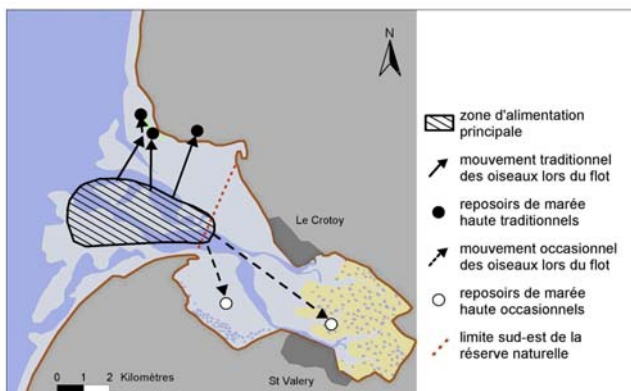 N
Le Crotoy
St Valery
0 1 2 Kilomètres
zone d'alimentation
principale
mouvement traditionnel
des oiseaux lors du flot
reposoirs de marée
haute traditionnels
mouvement occasionnel
des oiseaux lors du flot
reposoirs de marée
haute occasionnels
limite sud-est de la
réserve naturelle